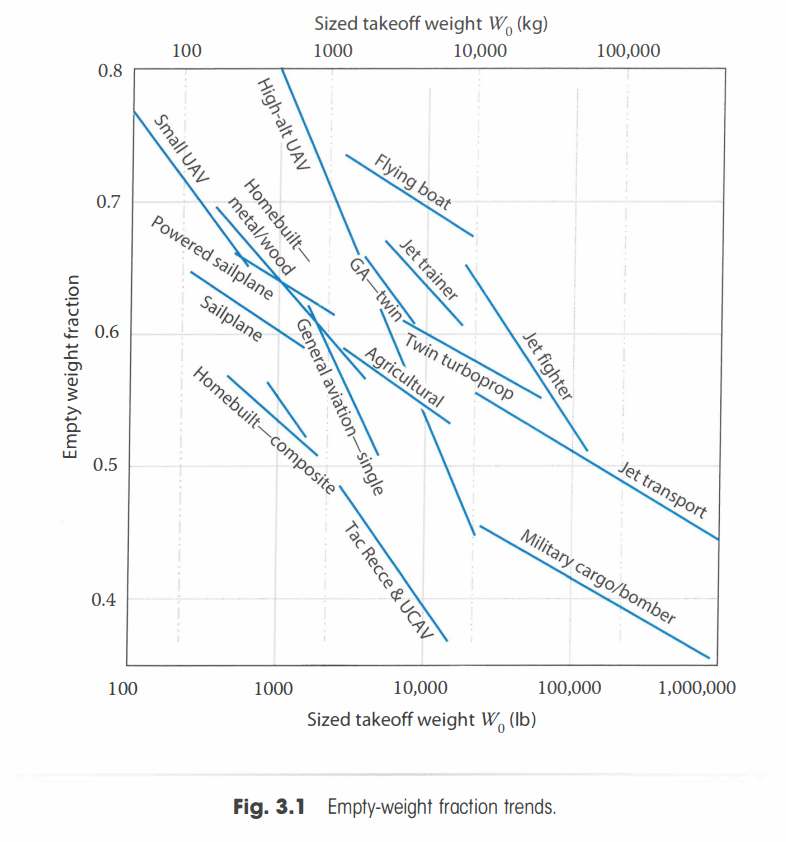 Sized takeoff weight W0 (kg)
100 1000 10,000 100,000
0.8
0.7
0.6
0.5
0.4
Empty weight fraction
Small UAV
High-alt UAV
Homebuilt—
metal/wood
Flying boat
Powered sailplane
Sailplane
GA—twin
Jet trainer
Jet fighter
Twin turboprop
Agricultural
General aviation—single
Homebuilt—composite
Jet transport
Tac Recce & UCAV
Military cargo/bomber
100 1000 10,000 100,000 1,000,000
Sized takeoff weight W0 (lb)
Fig. 3.1 Empty-weight fraction trends.